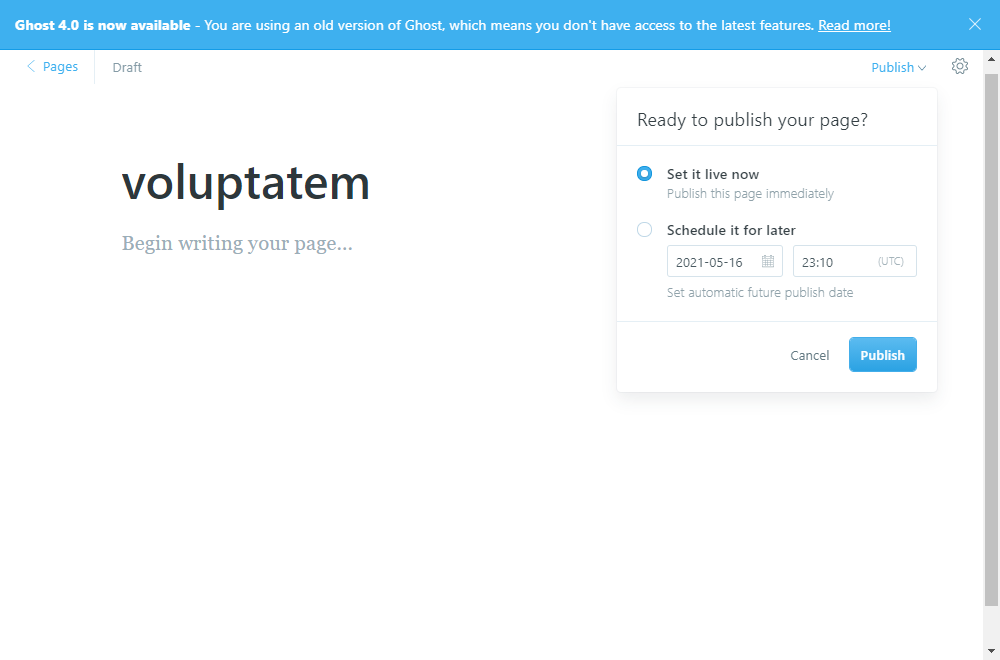 Ghost 4.0 is now available - You are using an old version of Ghost, which means you don't have access to the latest features. Read more!
Pages
Draft
Publish
Ready to publish your page?
voluptatem
Begin writing your page...
Set it live now
Publish this page immediately
Schedule it for later
2021-05-16
23:10
(UTC)
Set automatic future publish date
Cancel
Publish